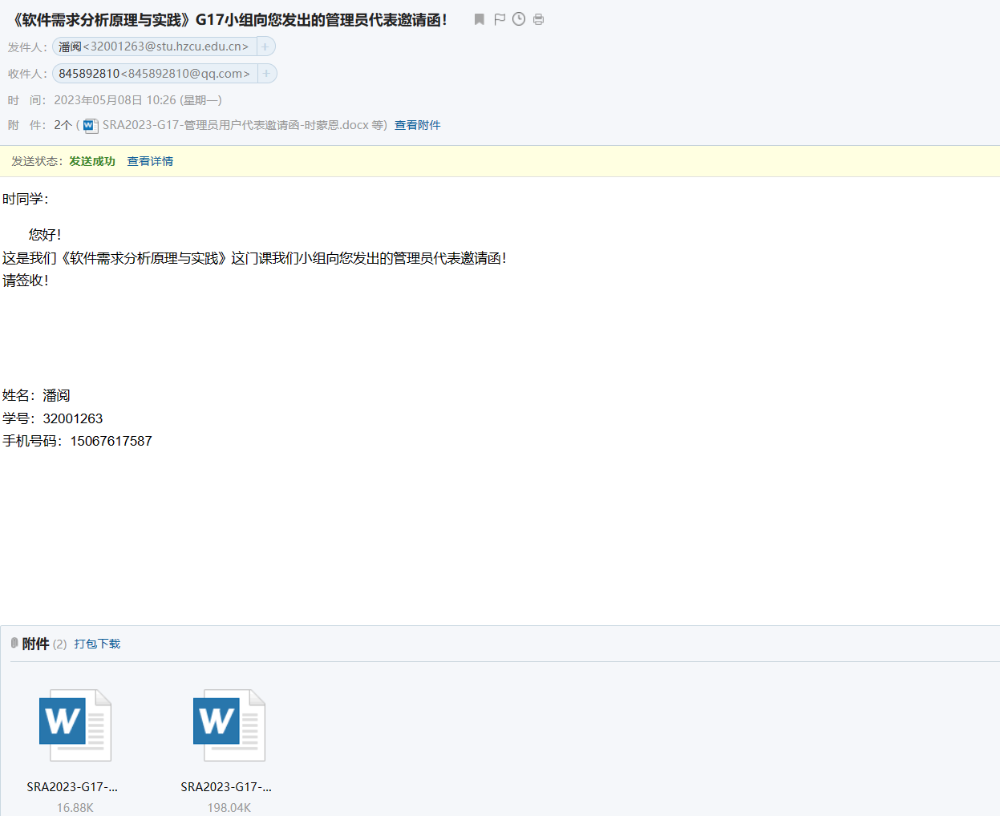 《软件需求分析原理与实践》G17小组向您发出的管理员代表邀请函！
发件人：潘阅<32001263@stu.hzcu.edu.cn>
收件人：845892810<845892810@qq.com>
时 间：2023年05月08日 10:26 (星期一)
附 件：2个 ( SRA2023-G17-管理员用户代表邀请函-时蒙恩.docx 等) 查看附件
发送状态：发送成功 查看详情
时同学：
您好！
这是我们《软件需求分析原理与实践》这门课我们小组向您发出的管理员代表邀请函！
请签收！
姓名：潘阅
学号：32001263
手机号码：15067617587
附件 (2) 打包下载
W W
SRA2023-G17-... SRA2023-G17-...
16.88K 198.04K